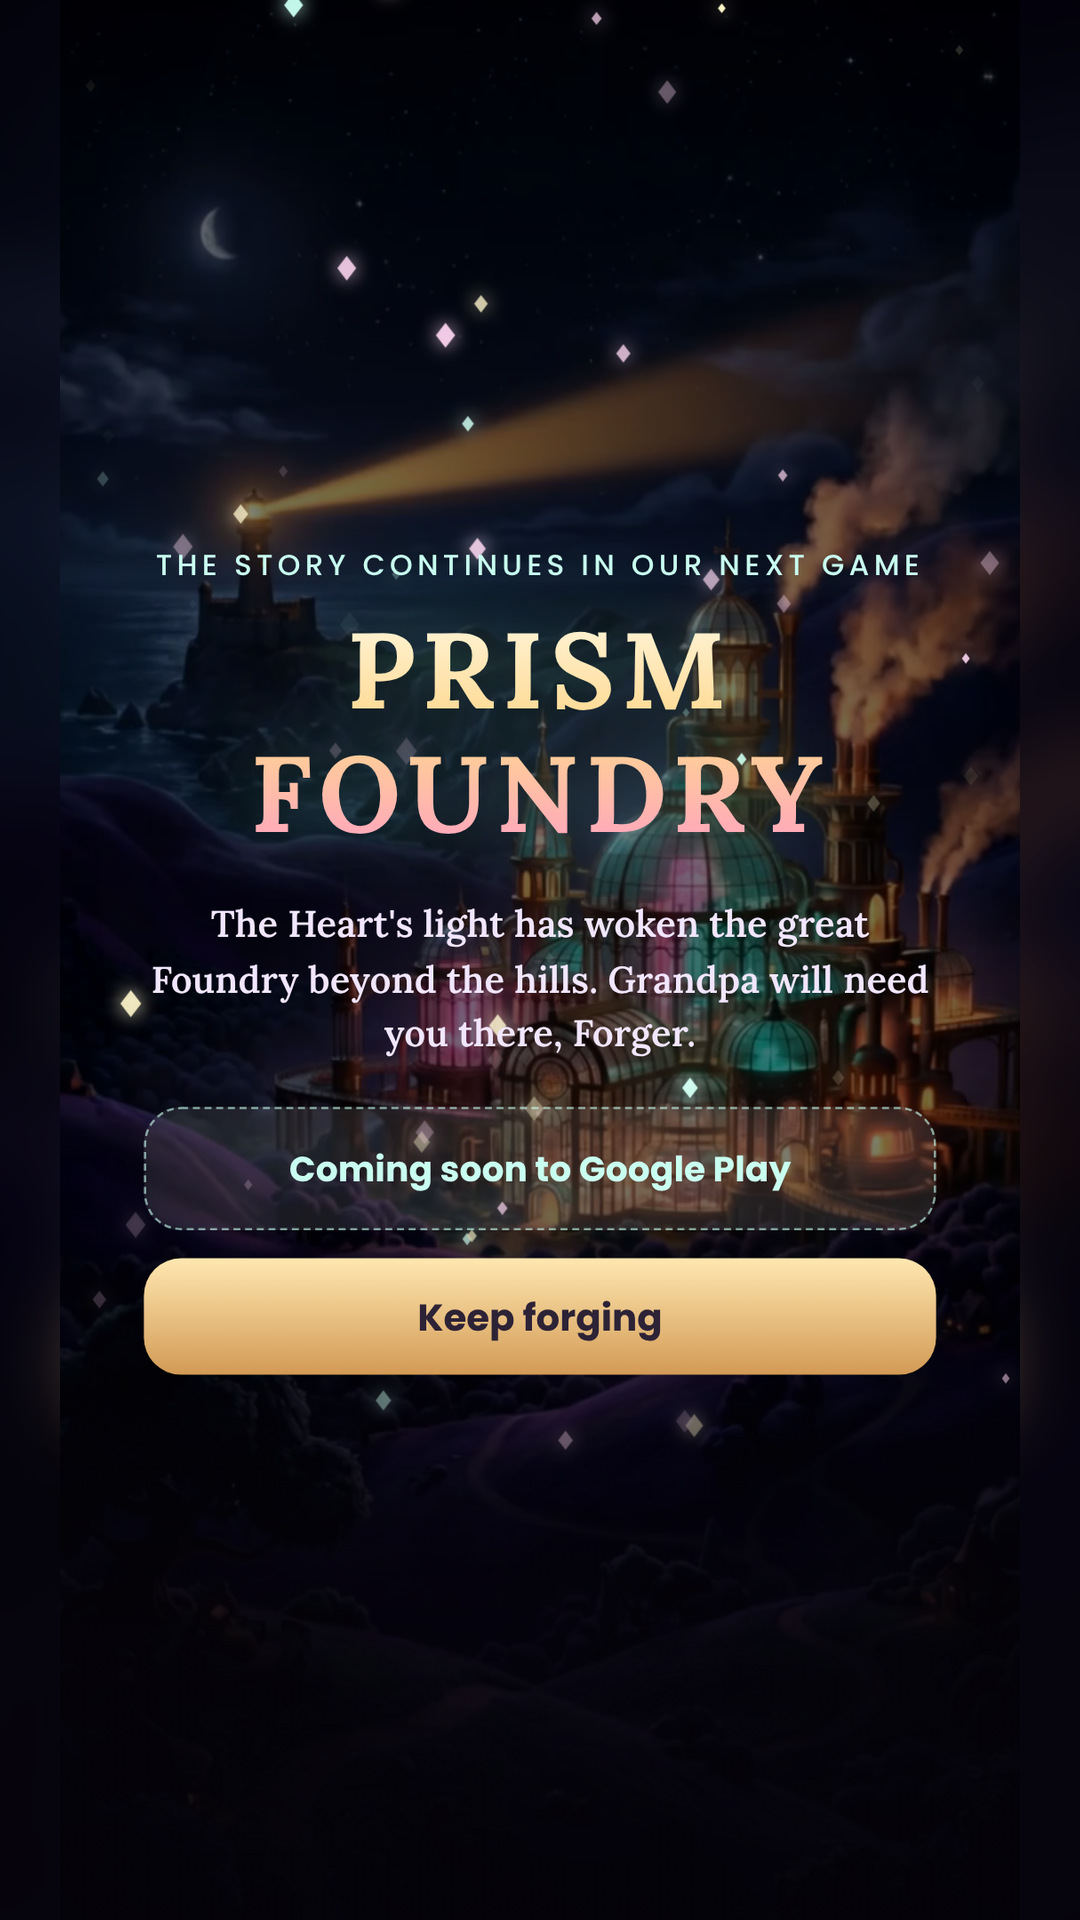 THE STORY CONTINUES IN OUR NEXT GAME
PRISM
FOUNDRY
The Heart's light has woken the great
Foundry beyond the hills. Grandpa will need
you there, Forger.
Coming soon to Google Play
Keep forging